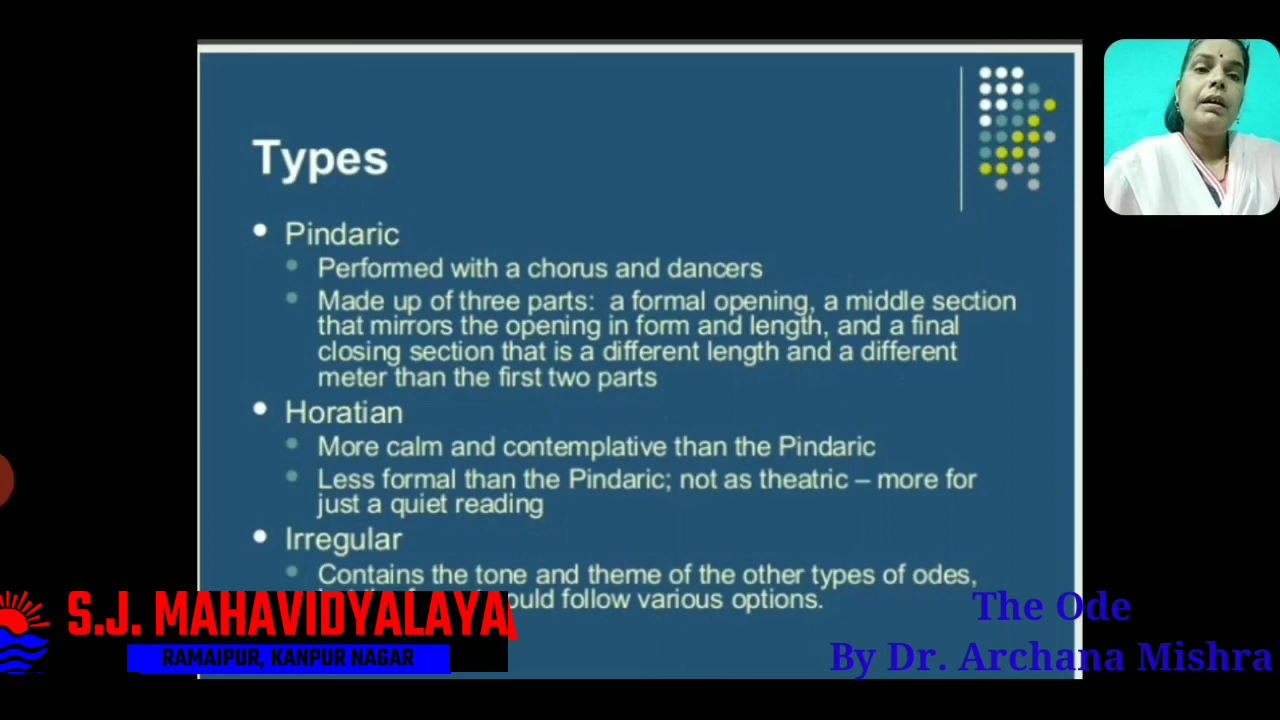 Types
Pindaric
Performed with a chorus and dancers
Made up of three parts: a formal opening, a middle section
that mirrors the opening in form and length, and a final
closing section that is a different length and a different
meter than the first two parts
Horatian
More calm and contemplative than the Pindaric
Less formal than the Pindaric; not as theatric – more for
just a quiet reading
Irregular
Contains the tone and theme of the other types of odes,
follow various options.
S.J. MAHAVIDYALAYA
RAMAIPUR, KANPUR NAGAR
The Ode
By Dr. Archana Mishra